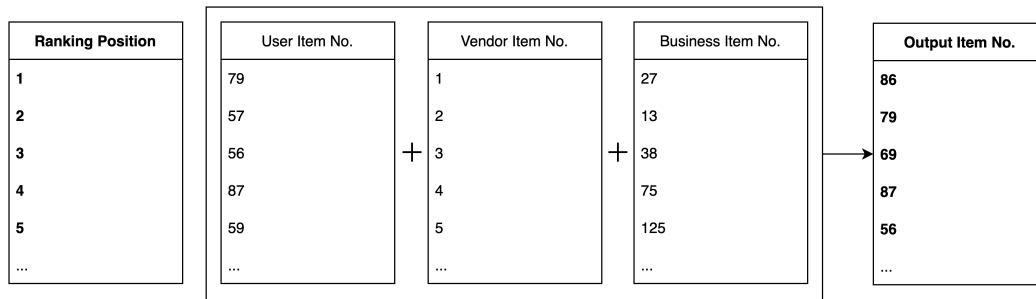 Ranking Position User Item No. Vendor Item No. Business Item No. Output Item No.
1 79 1 27 86
2 57 2 13 79
3 56 + 3 + 38 69
4 87 4 75 87
5 59 5 125 56
... ... ... ... ...